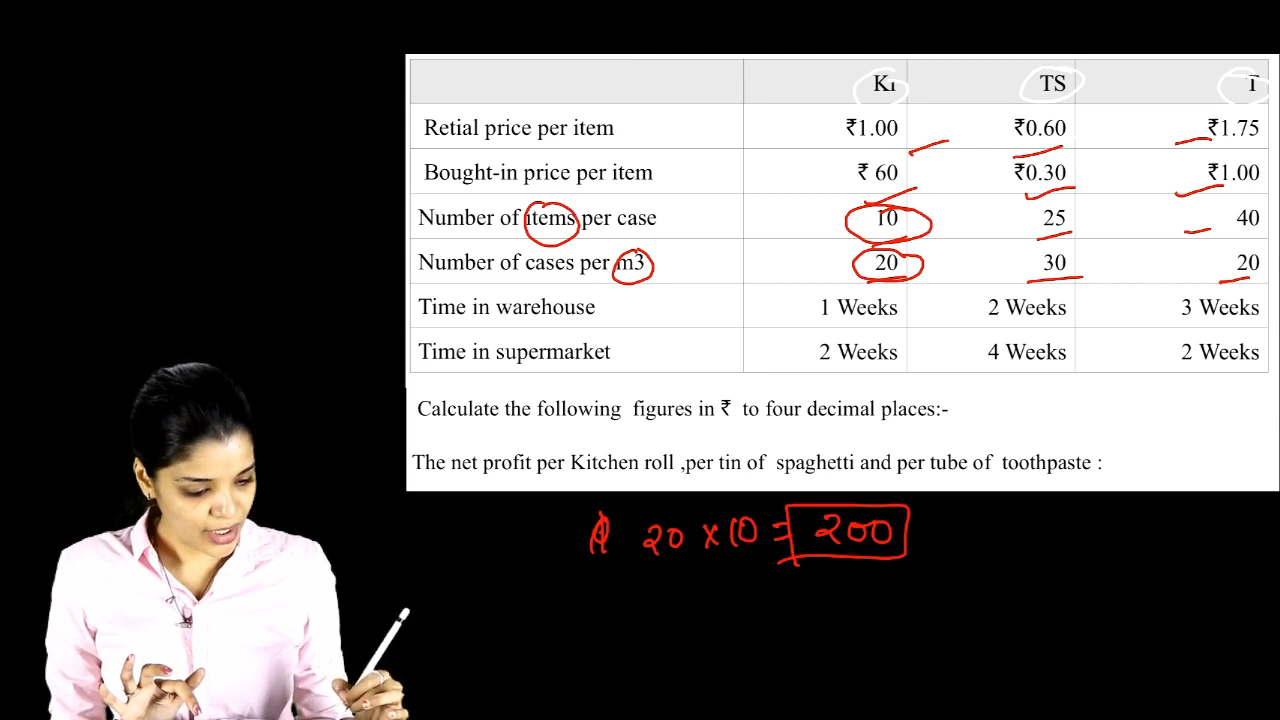 Kr TS T
Retial price per item ₹1.00 ₹0.60 ₹1.75
Bought-in price per item ₹ 60 ₹0.30 ₹1.00
Number of items per case 10 25 40
Number of cases per m3 20 30 20
Time in warehouse 1 Weeks 2 Weeks 3 Weeks
Time in supermarket 2 Weeks 4 Weeks 2 Weeks
Calculate the following figures in ₹ to four decimal places:-
The net profit per Kitchen roll ,per tin of spaghetti and per tube of toothpaste :
20 × 10 = 200